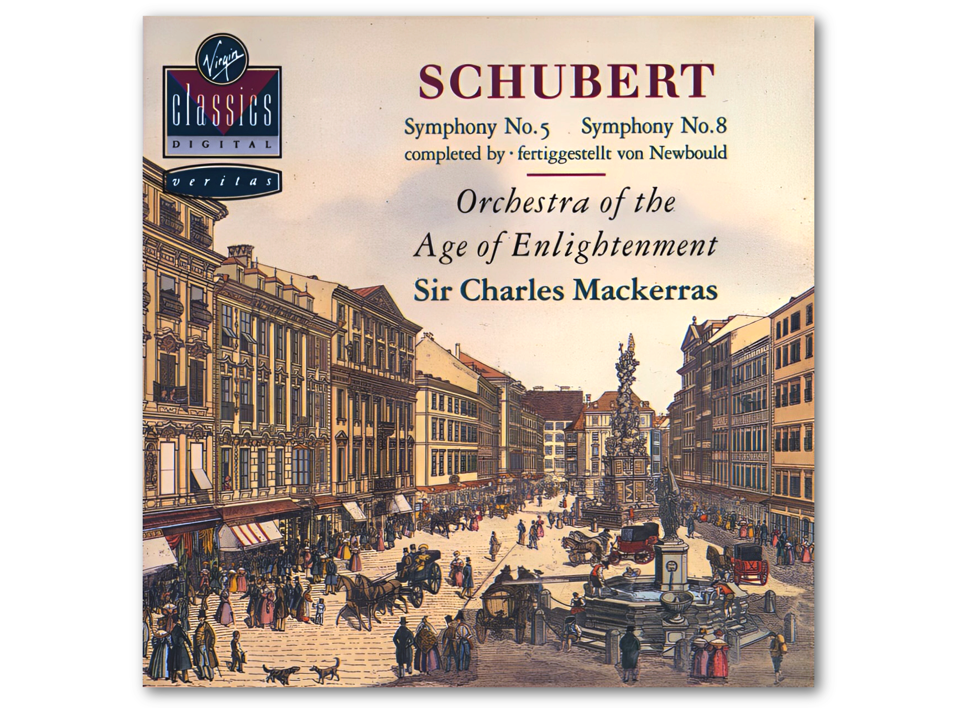 Virgin
classics
DIGITAL
veritas
SCHUBERT
Symphony No.5 Symphony No.8
completed by · fertiggestellt von Newbould
Orchestra of the
Age of Enlightenment
Sir Charles Mackerras